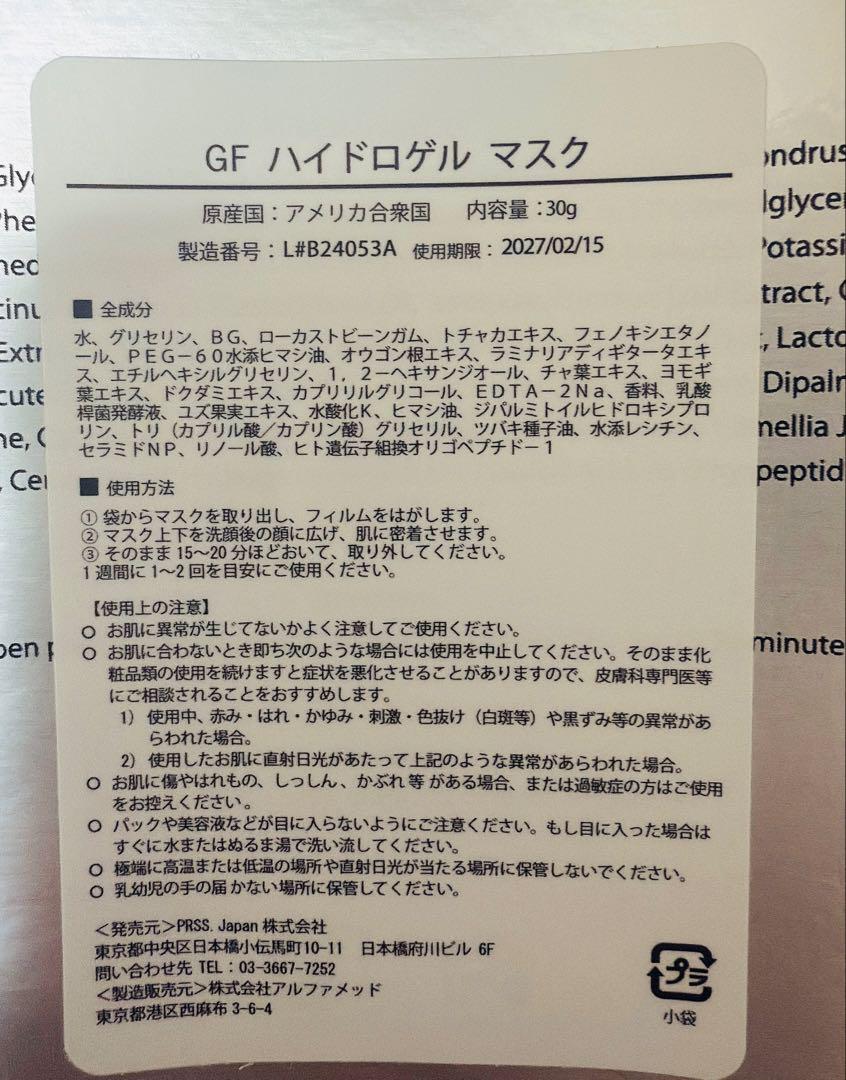 GF ハイドロゲル マスク
原産国：アメリカ合衆国　内容量：30g
製造番号：L#B24053A　使用期限：2027/02/15
■ 全成分
水、グリセリン、ＢＧ、ローカストビーンガム、トチャカエキス、フェノキシエタノ
ール、ＰＥＧ－６０水添ヒマシ油、オウゴン根エキス、ラミナリアディギタータエキ
ス、エチルヘキシルグリセリン、１，２－ヘキサンジオール、チャ葉エキス、ヨモギ
葉エキス、ドクダミエキス、カプリリルグリコール、ＥＤＴＡ－２Ｎａ、香料、乳酸
桿菌発酵液、ユズ果実エキス、水酸化Ｋ、ヒマシ油、ジパルミトイルヒドロキシプロ
リン、トリ（カプリル酸／カプリン酸）グリセリル、ツバキ種子油、水添レシチン、
セラミドＮＰ、リノール酸、ヒト遺伝子組換オリゴペプチド－１
■ 使用方法
① 袋からマスクを取り出し、フィルムをはがします。
② マスク上下を洗顔後の顔に広げ、肌に密着させます。
③ そのまま 15～20 分ほどおいて、取り外してください。
1 週間に 1～2 回を目安にご使用ください。
【使用上の注意】
○ お肌に異常が生じてないかよく注意してご使用ください。
○ お肌に合わないとき即ち次のような場合には使用を中止してください。そのまま化
粧品類の使用を続けますと症状を悪化させることがありますので、皮膚科専門医等
にご相談されることをおすすめします。
1） 使用中、赤み・はれ・かゆみ・刺激・色抜け（白斑等）や黒ずみ等の異常があ
らわれた場合。
2） 使用したお肌に直射日光があたって上記のような異常があらわれた場合。
○ お肌に傷やはれもの、しっしん、かぶれ等 がある場合、または過敏症の方はご使用
をお控えください。
○ パックや美容液などが目に入らないようにご注意ください。もし目に入った場合は
すぐに水またはぬるま湯で洗い流してください。
○ 極端に高温または低温の場所や直射日光が当たる場所に保管しないでください。
○ 乳幼児の手の届 かない場所に保管してください。
＜発売元＞PRSS. Japan 株式会社
東京都中央区日本橋小伝馬町10-11　日本橋府川ビル 6F
問い合わせ先 TEL：03-3667-7252
＜製造販売元＞株式会社アルファメッド
東京都港区西麻布 3-6-4
プラ
小袋
tract,
Lacto
Dipalm
peptid
minute